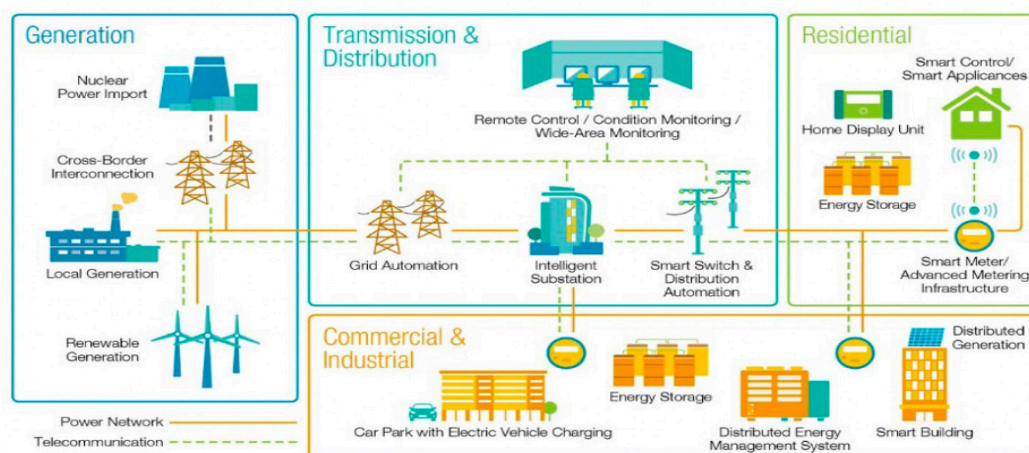 Generation
Nuclear
Power Import
Cross-Border
Interconnection
Local Generation
Renewable
Generation
Power Network
Telecommunication
Transmission &
Distribution
Remote Control / Condition Monitoring /
Wide-Area Monitoring
Grid Automation
Intelligent
Substation
Smart Switch &
Distribution
Automation
Residential
Smart Control/
Smart Applicances
Home Display Unit
Energy Storage
Smart Meter/
Advanced Metering
Infrastructure
Commercial &
Industrial
Car Park with Electric Vehicle Charging
Energy Storage
Distributed Energy
Management System
Distributed
Generation
Smart Building